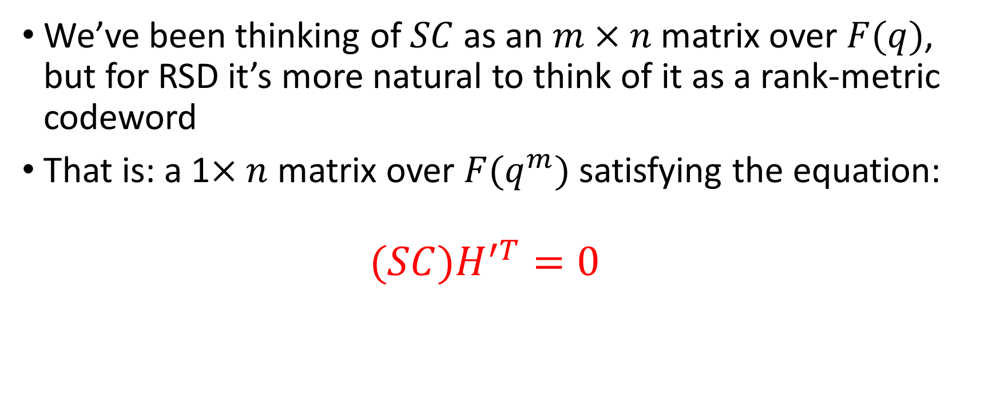 • We’ve been thinking of SC as an m × n matrix over F(q),
but for RSD it’s more natural to think of it as a rank-metric
codeword
• That is: a 1× n matrix over F(qᵐ) satisfying the equation:
(SC)H′ᵀ = 0